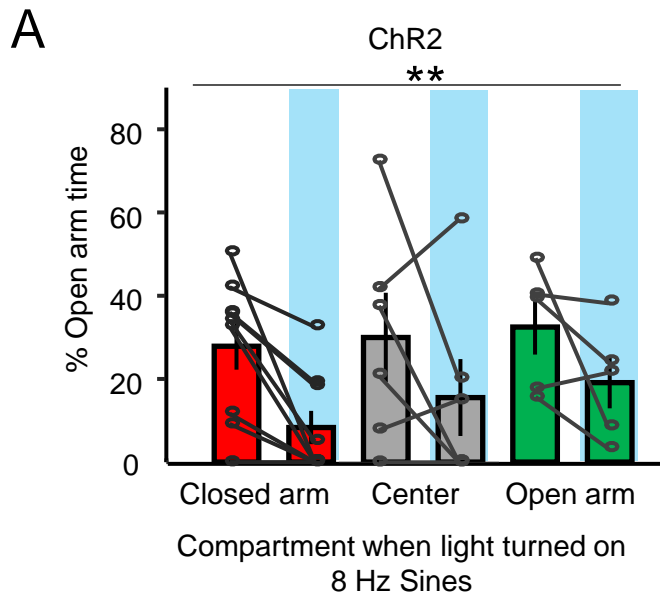 A
ChR2
**
% Open arm time
80
60
40
20
0
Closed arm
Center
Open arm
Compartment when light turned on
8 Hz Sines